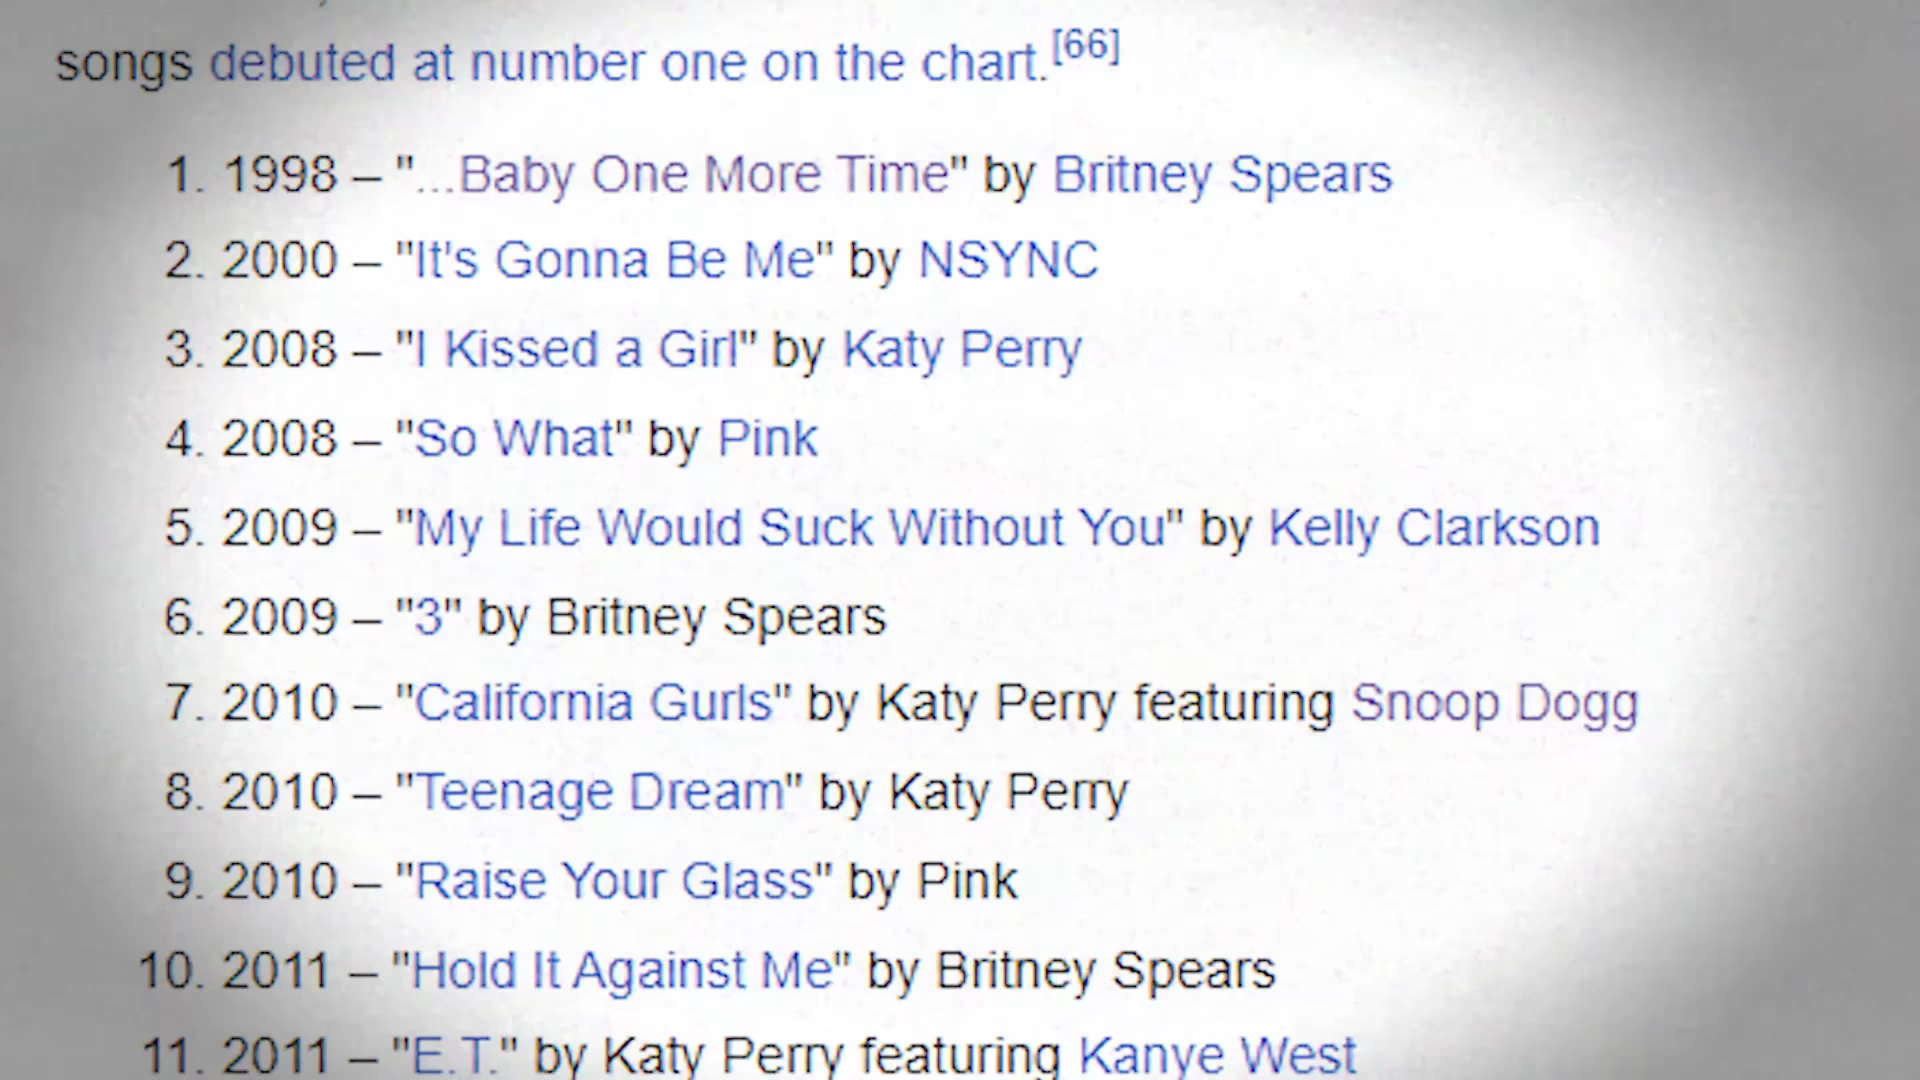 songs debuted at number one on the chart.[66]
1. 1998 – "...Baby One More Time" by Britney Spears
2. 2000 – "It's Gonna Be Me" by NSYNC
3. 2008 – "I Kissed a Girl" by Katy Perry
4. 2008 – "So What" by Pink
5. 2009 – "My Life Would Suck Without You" by Kelly Clarkson
6. 2009 – "3" by Britney Spears
7. 2010 – "California Gurls" by Katy Perry featuring Snoop Dogg
8. 2010 – "Teenage Dream" by Katy Perry
9. 2010 – "Raise Your Glass" by Pink
10. 2011 – "Hold It Against Me" by Britney Spears
11. 2011 – "E.T." by Katy Perry featuring Kanye West